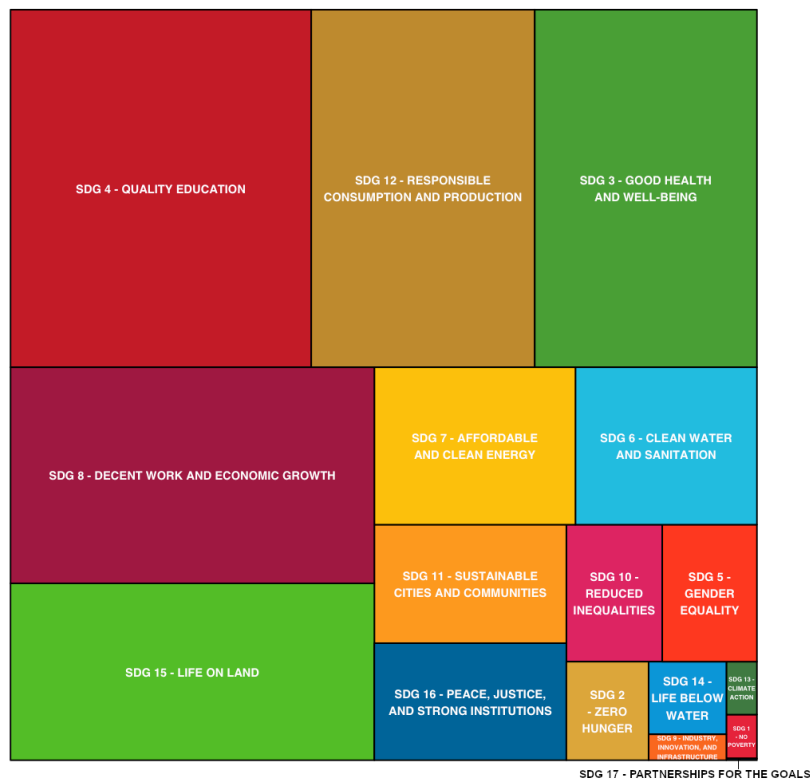 SDG 4 - QUALITY EDUCATION
SDG 12 - RESPONSIBLE
CONSUMPTION AND PRODUCTION
SDG 3 - GOOD HEALTH
AND WELL-BEING
SDG 8 - DECENT WORK AND ECONOMIC GROWTH
SDG 7 - AFFORDABLE
AND CLEAN ENERGY
SDG 6 - CLEAN WATER
AND SANITATION
SDG 11 - SUSTAINABLE
CITIES AND COMMUNITIES
SDG 10 -
REDUCED
INEQUALITIES
SDG 5 -
GENDER
EQUALITY
SDG 15 - LIFE ON LAND
SDG 16 - PEACE, JUSTICE,
AND STRONG INSTITUTIONS
SDG 2
- ZERO
HUNGER
SDG 14 -
LIFE BELOW
WATER
SDG 13 -
CLIMATE
ACTION
SDG 9 - INDUSTRY,
INNOVATION, AND
INFRASTRUCTURE
SDG 1
- NO
POVERTY
SDG 17 - PARTNERSHIPS FOR THE GOALS